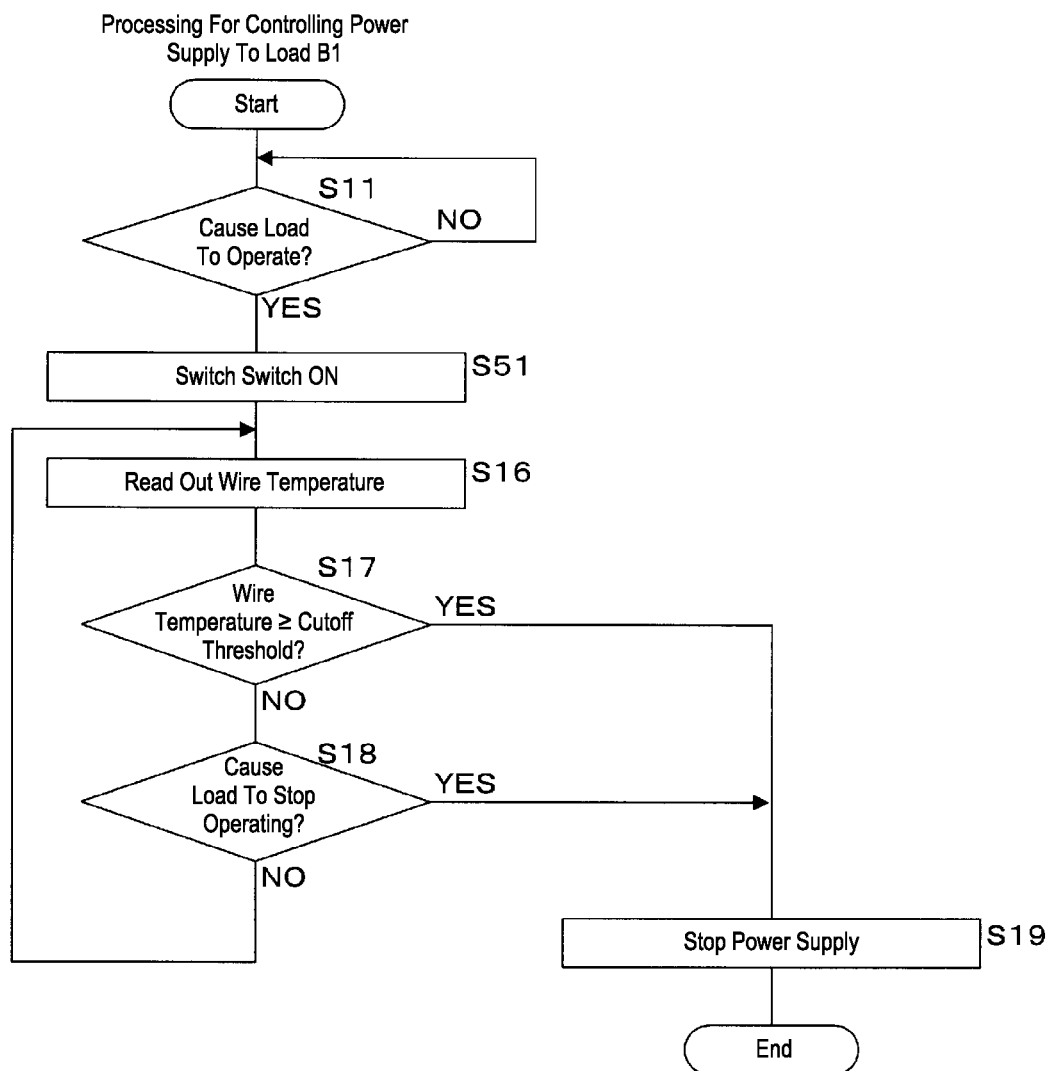 Processing For Controlling Power
Supply To Load B1
Start
S11
Cause Load
To Operate?
NO
YES
Switch Switch ON
S51
Read Out Wire Temperature
S16
S17
Wire
Temperature ≥ Cutoff
Threshold?
YES
NO
S18
Cause
Load To Stop
Operating?
YES
NO
Stop Power Supply
S19
End